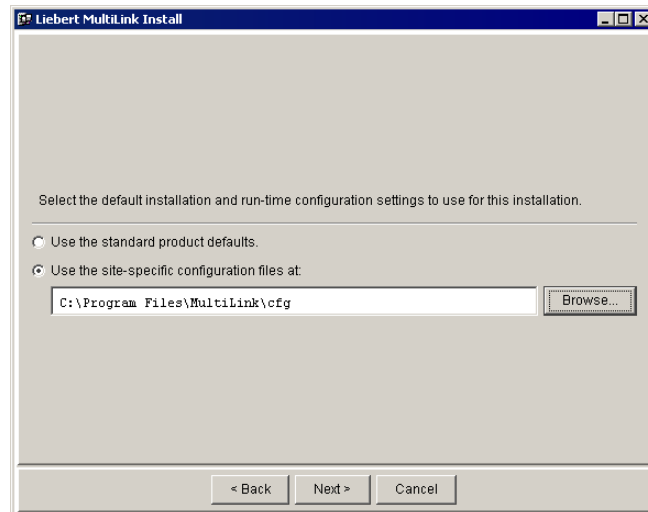 Liebert MultiLink Install
Select the default installation and run-time configuration settings to use for this installation.
Use the standard product defaults.
Use the site-specific configuration files at:
C:\Program Files\MultiLink\cfg
Browse...
< Back
Next >
Cancel